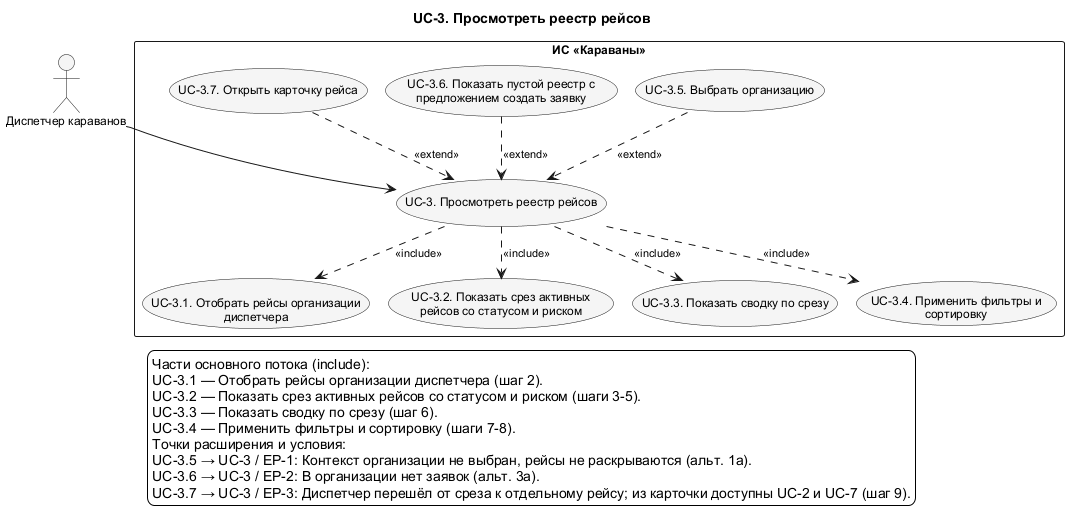 UC-3. Просмотреть реестр рейсов
ИС «Караваны»
Диспетчер караванов
UC-3.7. Открыть карточку рейса
UC-3.6. Показать пустой реестр с
предложением создать заявку
UC-3.5. Выбрать организацию
«extend»
«extend»
«extend»
UC-3. Просмотреть реестр рейсов
«include»
«include»
«include»
«include»
UC-3.1. Отобрать рейсы организации
диспетчера
UC-3.2. Показать срез активных
рейсов со статусом и риском
UC-3.3. Показать сводку по срезу
UC-3.4. Применить фильтры и
сортировку
Части основного потока (include):
UC-3.1 — Отобрать рейсы организации диспетчера (шаг 2).
UC-3.2 — Показать срез активных рейсов со статусом и риском (шаги 3-5).
UC-3.3 — Показать сводку по срезу (шаг 6).
UC-3.4 — Применить фильтры и сортировку (шаги 7-8).
Точки расширения и условия:
UC-3.5 → UC-3 / EP-1: Контекст организации не выбран, рейсы не раскрываются (альт. 1а).
UC-3.6 → UC-3 / EP-2: В организации нет заявок (альт. 3а).
UC-3.7 → UC-3 / EP-3: Диспетчер перешёл от среза к отдельному рейсу; из карточки доступны UC-2 и UC-7 (шаг 9).